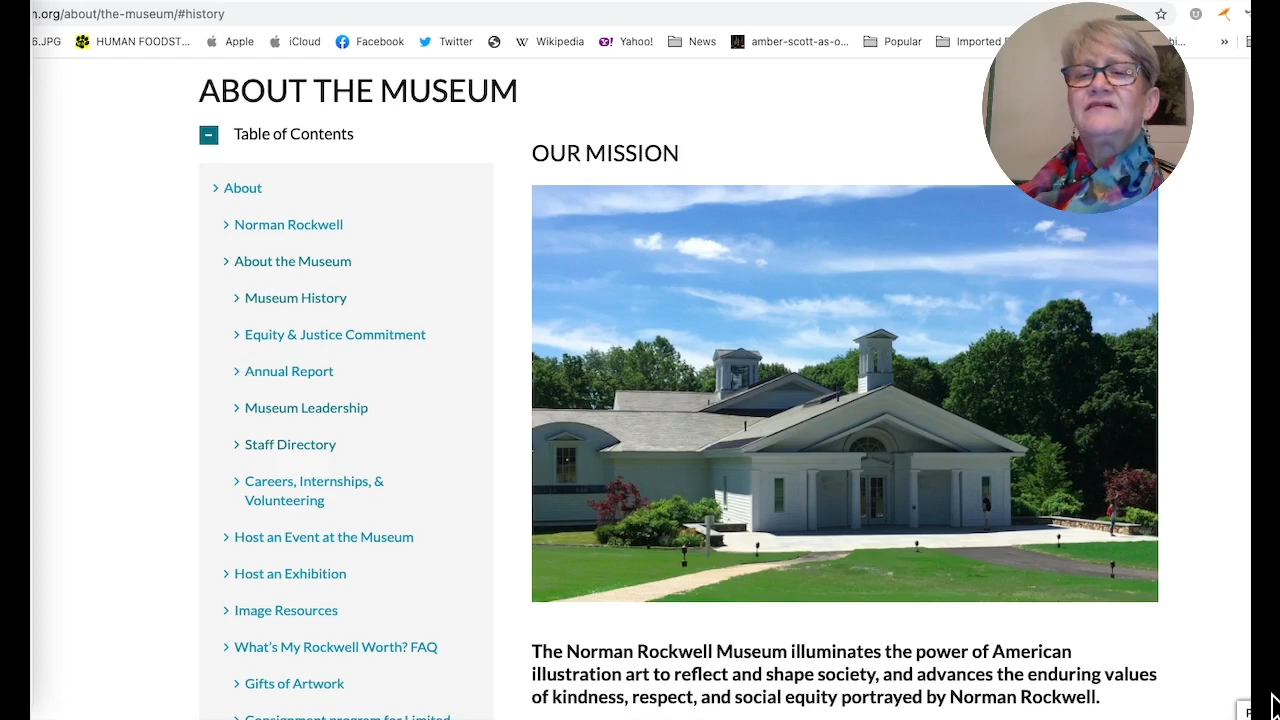 n.org/about/the-museum/#history
6.JPG HUMAN FOODST... Apple iCloud Facebook Twitter Wikipedia Yahoo! News amber-scott-as-o... Popular Imported bi... »
ABOUT THE MUSEUM
Table of Contents
OUR MISSION
About
Norman Rockwell
About the Museum
Museum History
Equity & Justice Commitment
Annual Report
Museum Leadership
Staff Directory
Careers, Internships, &
Volunteering
Host an Event at the Museum
Host an Exhibition
Image Resources
What's My Rockwell Worth? FAQ
Gifts of Artwork
Consignment program for Limited
The Norman Rockwell Museum illuminates the power of American
illustration art to reflect and shape society, and advances the enduring values
of kindness, respect, and social equity portrayed by Norman Rockwell.